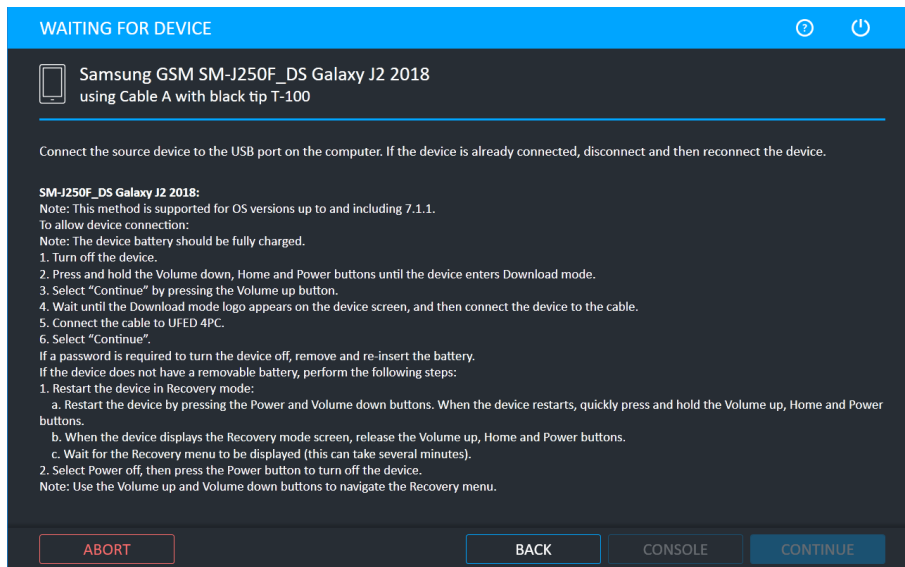 WAITING FOR DEVICE
Samsung GSM SM-J250F_DS Galaxy J2 2018
using Cable A with black tip T-100
Connect the source device to the USB port on the computer. If the device is already connected, disconnect and then reconnect the device.
SM-J250F_DS Galaxy J2 2018:
Note: This method is supported for OS versions up to and including 7.1.1.
To allow device connection:
Note: The device battery should be fully charged.
1. Turn off the device.
2. Press and hold the Volume down, Home and Power buttons until the device enters Download mode.
3. Select “Continue” by pressing the Volume up button.
4. Wait until the Download mode logo appears on the device screen, and then connect the device to the cable.
5. Connect the cable to UFED 4PC.
6. Select “Continue”.
If a password is required to turn the device off, remove and re-insert the battery.
If the device does not have a removable battery, perform the following steps:
1. Restart the device in Recovery mode:
a. Restart the device by pressing the Power and Volume down buttons. When the device restarts, quickly press and hold the Volume up, Home and Power
buttons.
b. When the device displays the Recovery mode screen, release the Volume up, Home and Power buttons.
c. Wait for the Recovery menu to be displayed (this can take several minutes).
2. Select Power off, then press the Power button to turn off the device.
Note: Use the Volume up and Volume down buttons to navigate the Recovery menu.
ABORT
BACK
CONSOLE
CONTINUE